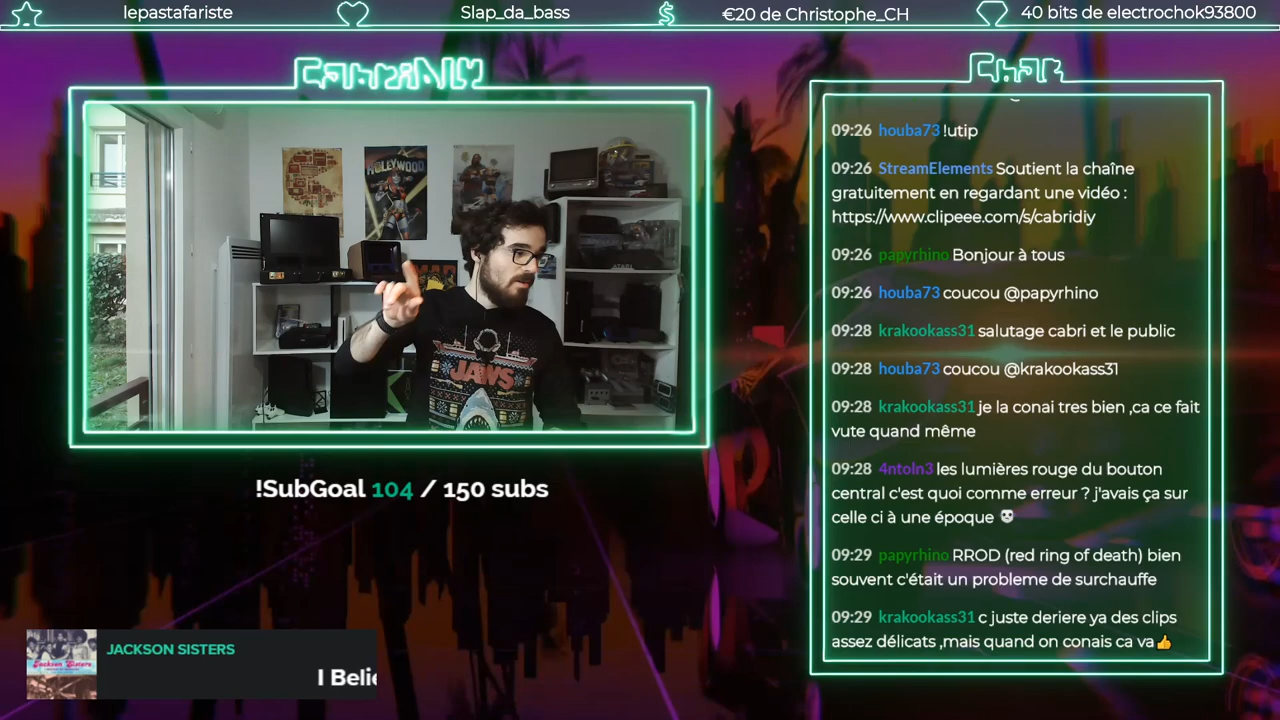 lepastafariste
Slap_da_bass
€20 de Christophe_CH
40 bits de electrochok93800
CabriDIY
Chat
09:26 houba73 !utip
09:26 StreamElements Soutient la chaîne
gratuitement en regardant une vidéo :
https://www.clipeee.com/s/cabridiy
09:26 papyrhino Bonjour à tous
09:26 houba73 coucou @papyrhino
09:28 krakookass31 salutage cabri et le public
09:28 houba73 coucou @krakookass31
09:28 krakookass31 je la conai tres bien ,ca ce fait
vute quand même
09:28 4ntoln3 les lumières rouge du bouton
central c'est quoi comme erreur ? j'avais ça sur
celle ci à une époque 💀
09:29 papyrhino RROD (red ring of death) bien
souvent c'était un probleme de surchauffe
09:29 krakookass31 c juste deriere ya des clips
assez délicats ,mais quand on conais ca va👍
HOLLYWOOD
ATARI
JAWS
!SubGoal 104 / 150 subs
JACKSON SISTERS
Jackson Sisters
I Belie